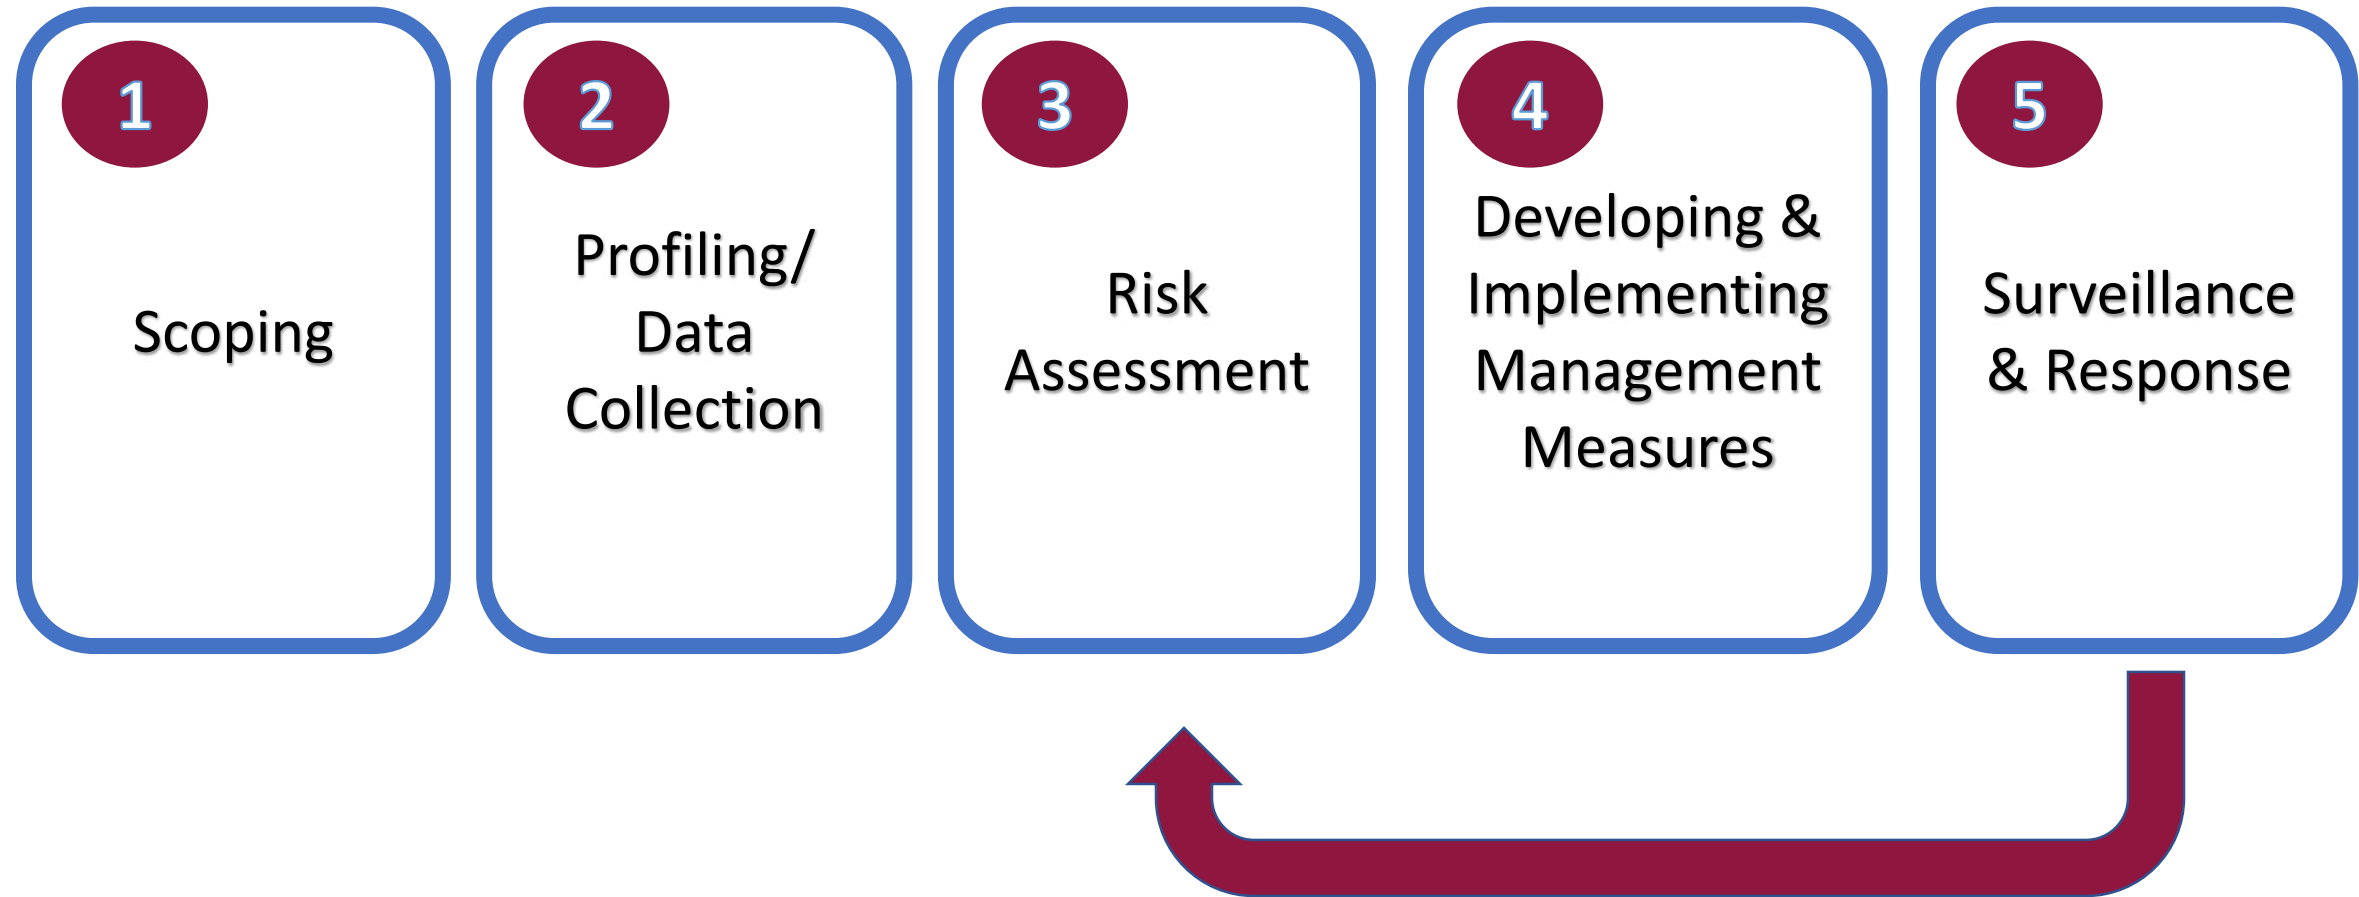 1
Scoping
2
Profiling/
Data
Collection
3
Risk
Assessment
4
Developing &
Implementing
Management
Measures
5
Surveillance
& Response